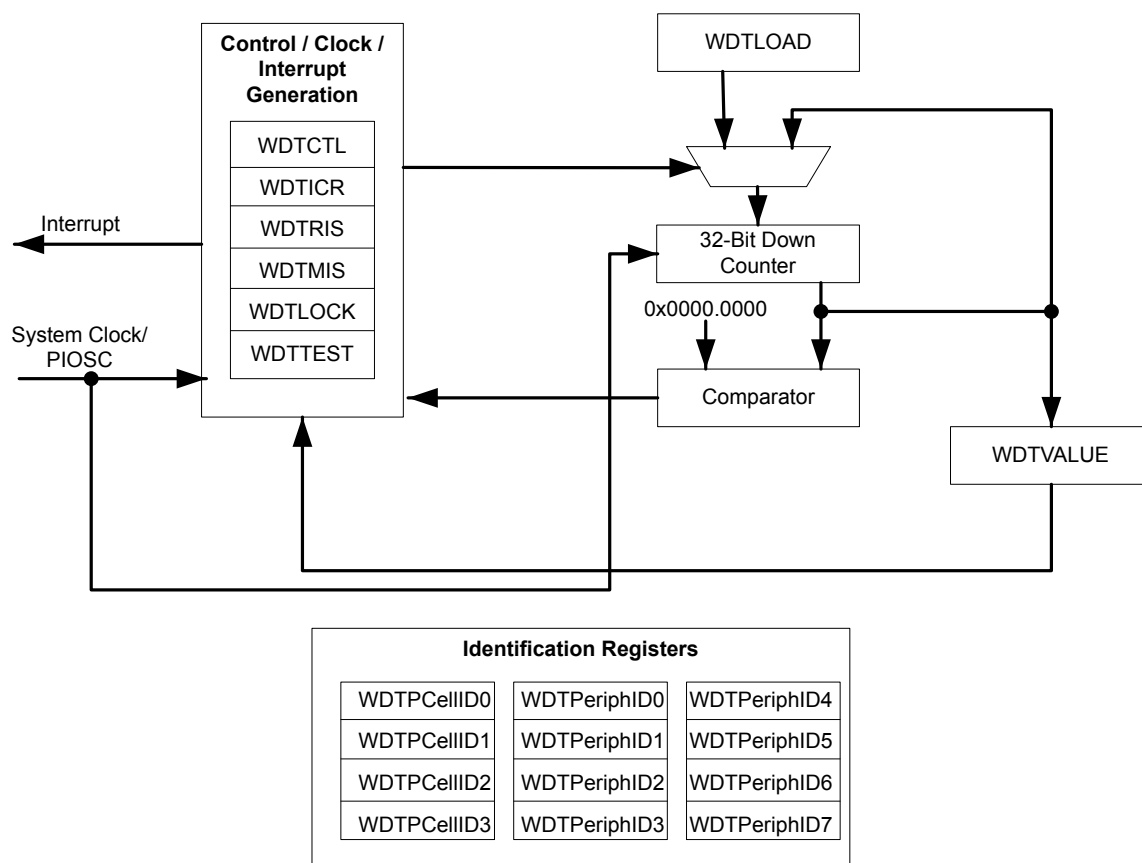 Control / Clock /
Interrupt
Generation
WDTCTL
WDTICR
WDTRIS
WDTMIS
WDTLOCK
WDTTEST
Interrupt
System Clock/
PIOSC
WDTLOAD
32-Bit Down
Counter
0x0000.0000
Comparator
WDTVALUE
Identification Registers
WDTPCellID0
WDTPCellID1
WDTPCellID2
WDTPCellID3
WDTPeriphID0
WDTPeriphID1
WDTPeriphID2
WDTPeriphID3
WDTPeriphID4
WDTPeriphID5
WDTPeriphID6
WDTPeriphID7